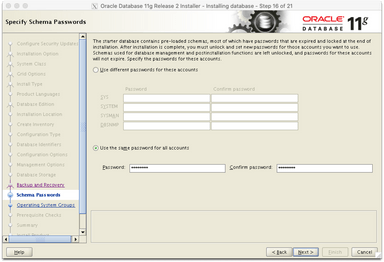 Oracle Database 11g Release 2 Installer - Installing database - Step 16 of 21
Specify Schema Passwords
ORACLE
DATABASE
11g
Configure Security Updates
Installation Option
System Class
Grid Options
Install Type
Product Languages
Database Edition
Installation Location
Create Inventory
Configuration Type
Database Identifiers
Configuration Options
Management Options
Database Storage
Backup and Recovery
Schema Passwords
Operating System Groups
Prerequisite Checks
Summary
The starter database contains pre-loaded schemas, most of which have passwords that are expired and locked at the end of
installation. After installation is complete, you must unlock and set new passwords for those accounts you want to use.
Schemas used for database management and postinstallation functions are left unlocked, and passwords for these accounts
will not expire. Specify the passwords for these accounts.
Use different passwords for these accounts
Password
Confirm password
SYS
SYSTEM
SYSMAN
DBSNMP
Use the same password for all accounts
Password:
Confirm password:
Help
< Back
Next >
Finish
Cancel